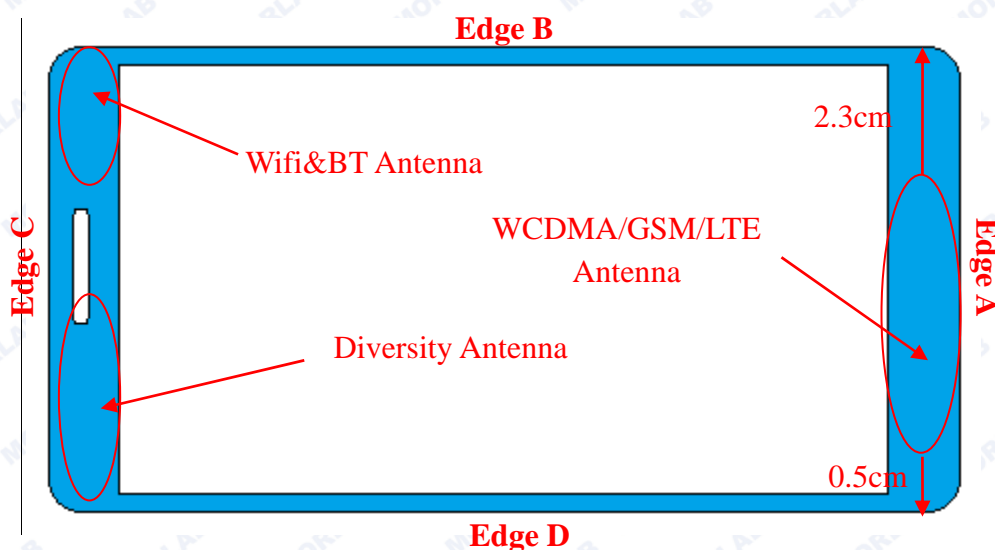 Edge B
2.3cm
Wifi&BT Antenna
WCDMA/GSM/LTE
Antenna
Edge C
Edge A
Diversity Antenna
0.5cm
Edge D